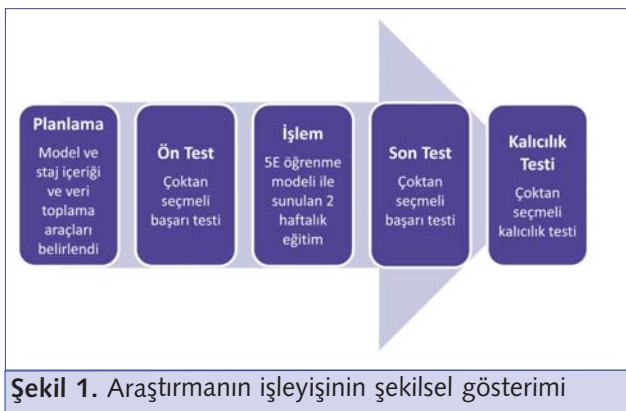 Planlama
Model ve
staj içeriği
ve veri
toplama
araçları
belirlendi
Ön Test
Çoktan
seçmeli
başarı testi
İşlem
5E öğrenme
modeli ile
sunulan 2
haftalık
eğitim
Son Test
Çoktan
seçmeli
başarı testi
Kalıcılık
Testi
Çoktan
seçmeli
kalıcılık testi
Şekil 1. Araştırmanın işleyişinin şekilsel gösterimi